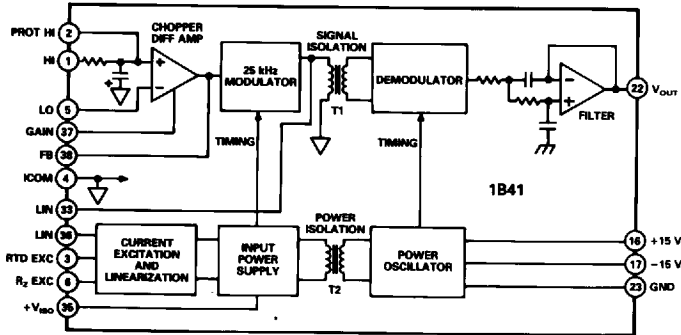 PROT HI 2
HI 1
LO 5
GAIN 37
FB 38
ICOM 4
LIN 33
LIN 36
RTD EXC 3
RZ EXC 6
+VISO 35
CHOPPER
DIFF AMP
25 kHz
MODULATOR
SIGNAL
ISOLATION
T1
DEMODULATOR
FILTER
22 VOUT
TIMING
TIMING
1B41
CURRENT
EXCITATION
AND
LINEARIZATION
INPUT
POWER
SUPPLY
POWER
ISOLATION
T2
POWER
OSCILLATOR
16 +15 V
17 -15 V
23 GND